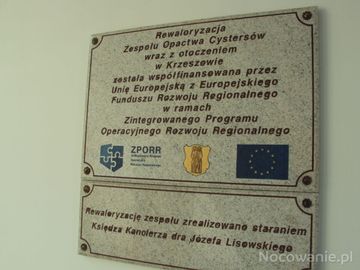 Rewaloryzacja
Zespołu Opactwa Cystersów
wraz z otoczeniem
w Krzeszowie
została współfinansowana przez
Unię Europejską z Europejskiego
Funduszu Rozwoju Regionalnego
w ramach
Zintegrowanego Programu
Operacyjnego Rozwoju Regionalnego
ZPORR
Rewaloryzację zespołu zrealizowano staraniem
Księdza Kanclerza dra Józefa Lisowskiego
Nocowanie.pl